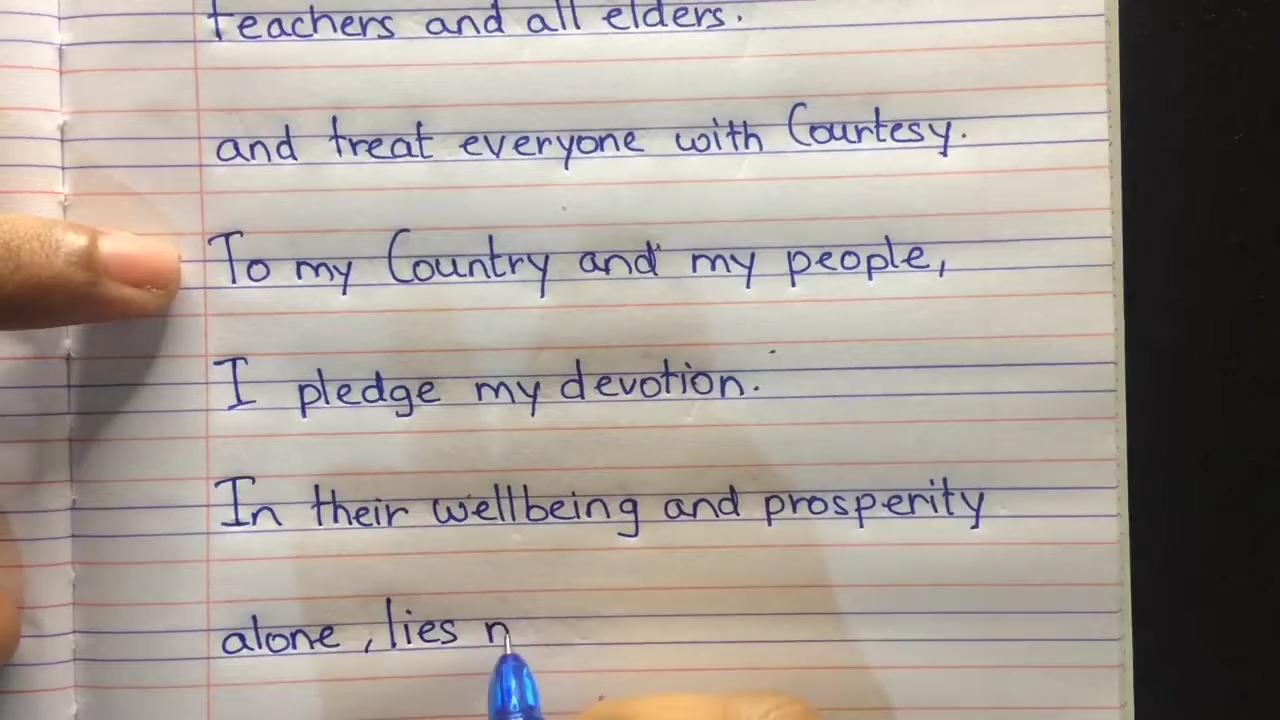 teachers and all elders.
and treat everyone with Courtesy.
To my Country and my people,
I pledge my devotion.
In their wellbeing and prosperity
alone, lies